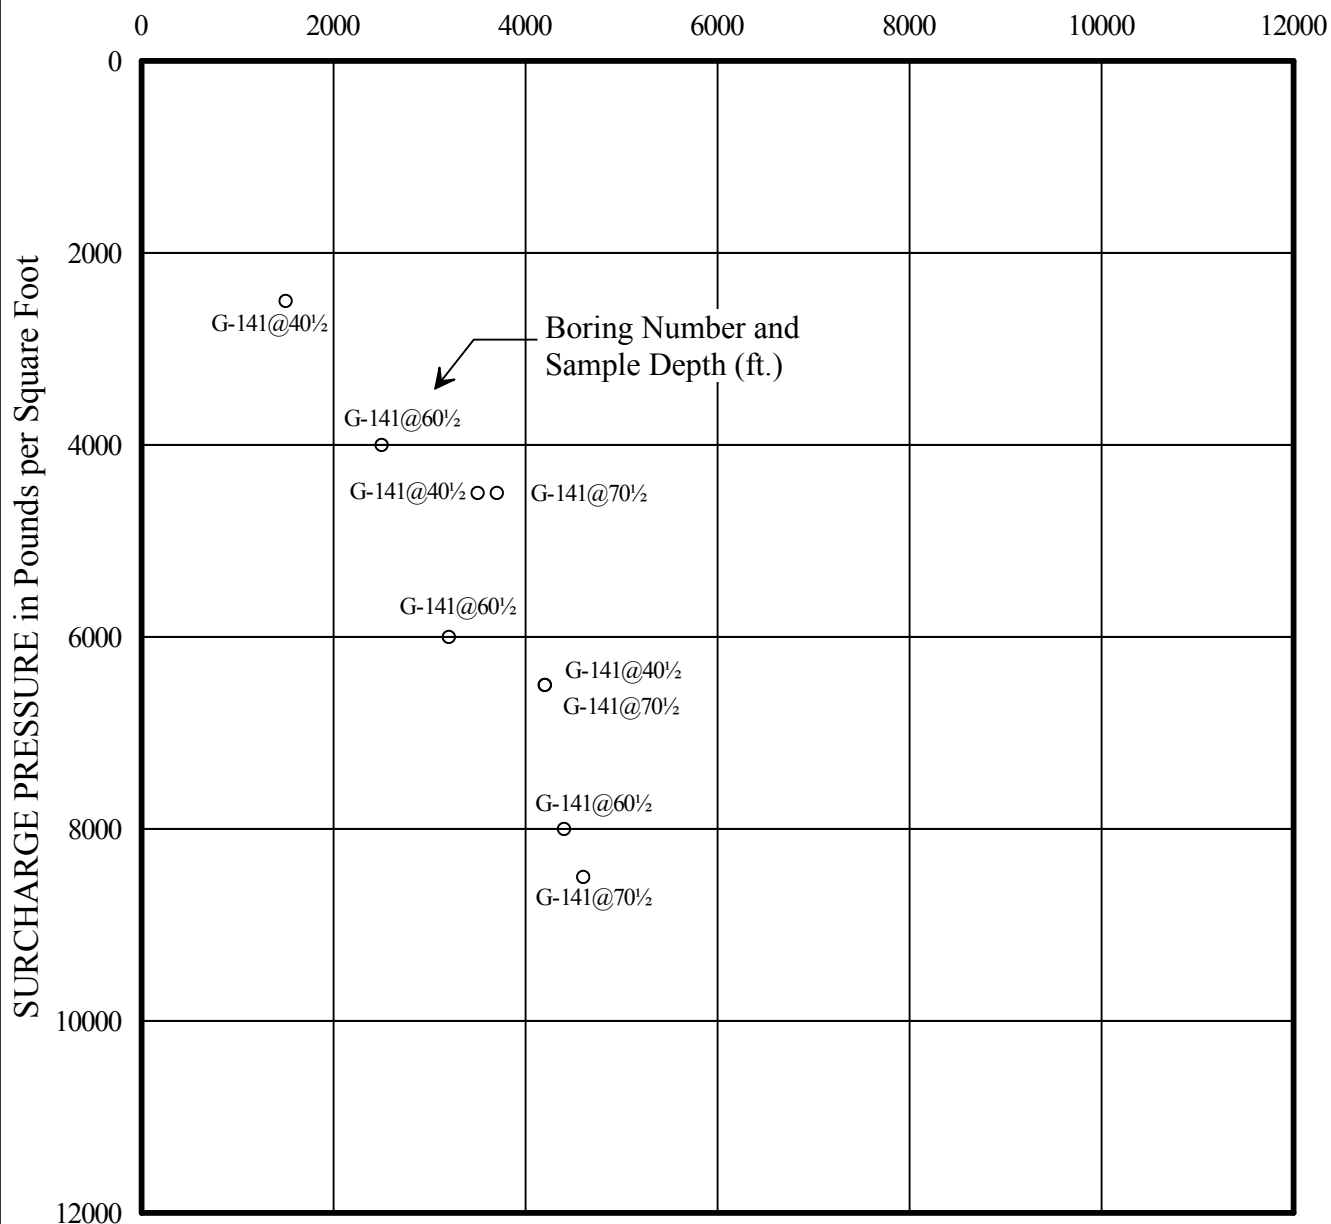 0 2000 4000 6000 8000 10000 12000
0
2000
SURCHARGE PRESSURE in Pounds per Square Foot
G-141@40½
Boring Number and
Sample Depth (ft.)
G-141@60½
4000
G-141@40½
G-141@70½
G-141@60½
6000
G-141@40½
G-141@70½
G-141@60½
8000
G-141@70½
10000
12000